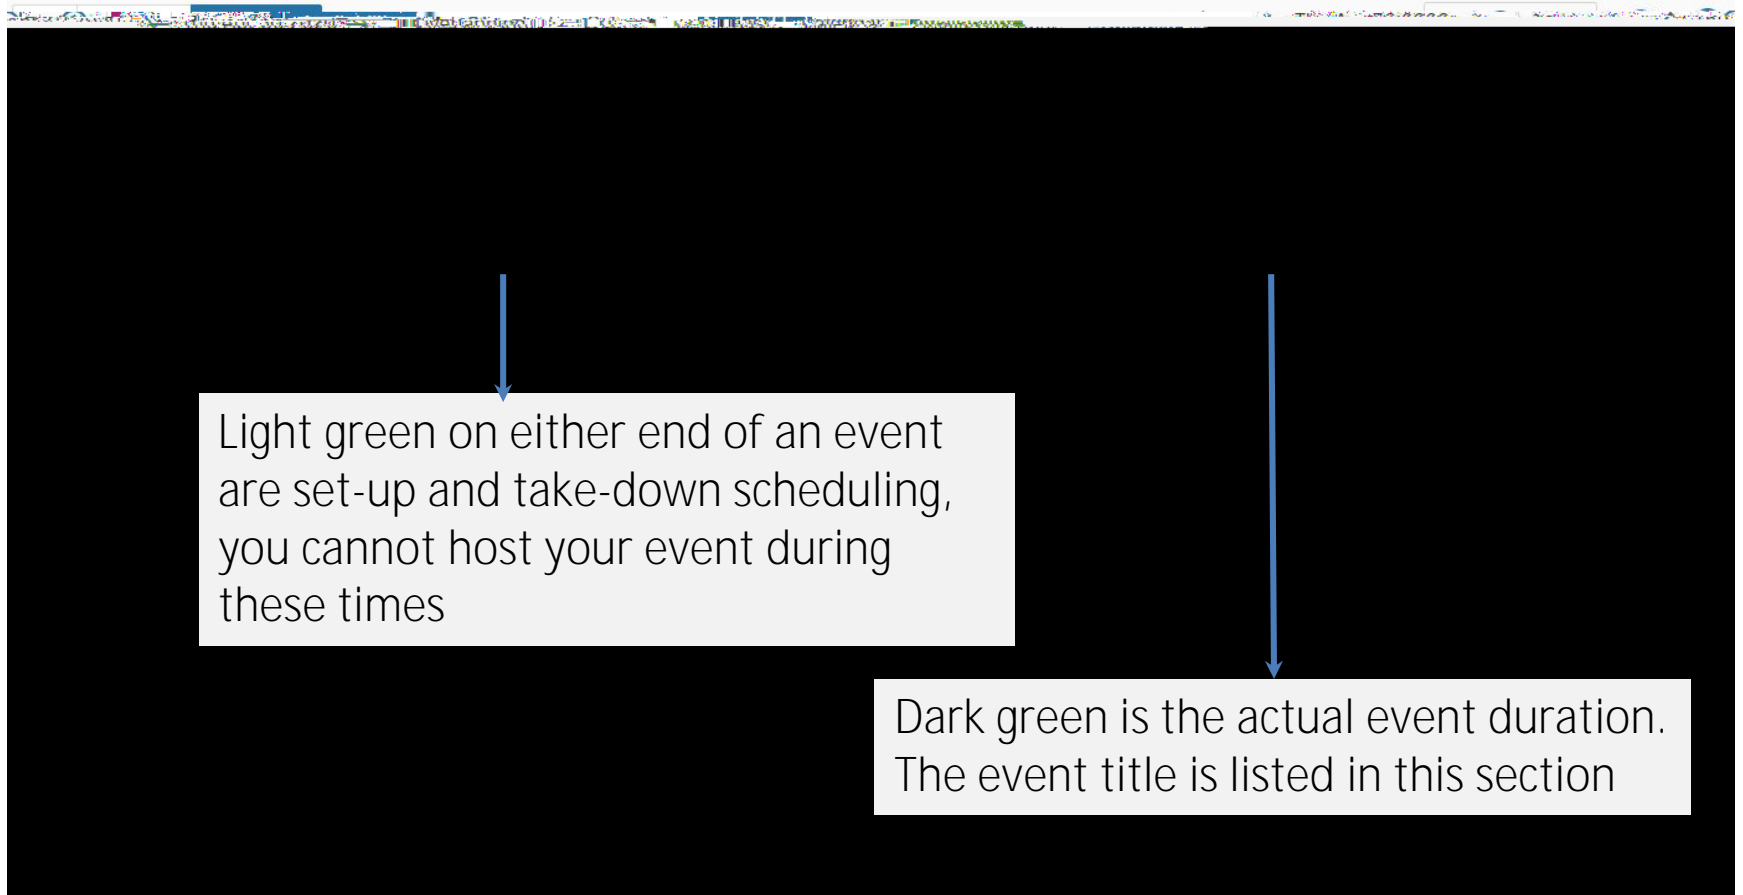 Light green on either end of an event
are set-up and take-down scheduling,
you cannot host your event during
these times
Dark green is the actual event duration.
The event title is listed in this section